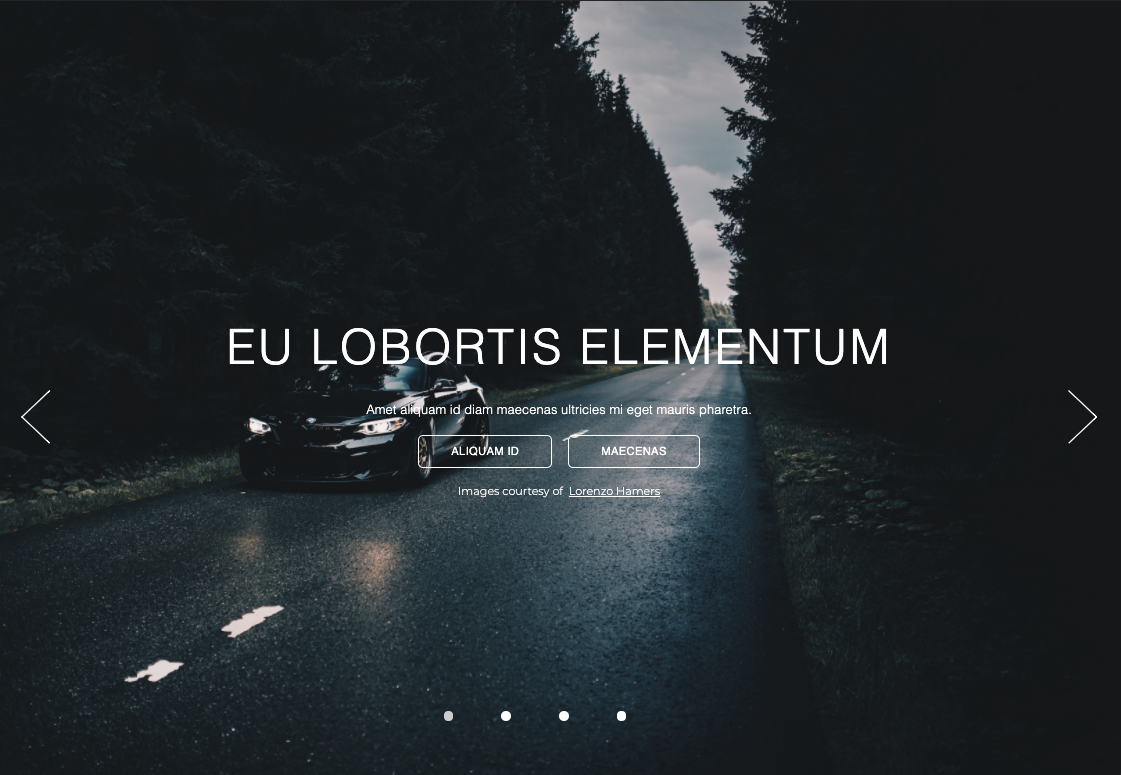 EU LOBORTIS ELEMENTUM
Amet aliquam id diam maecenas ultricies mi eget mauris pharetra.
ALIQUAM ID MAECENAS
Images courtesy of Lorenzo Hamers